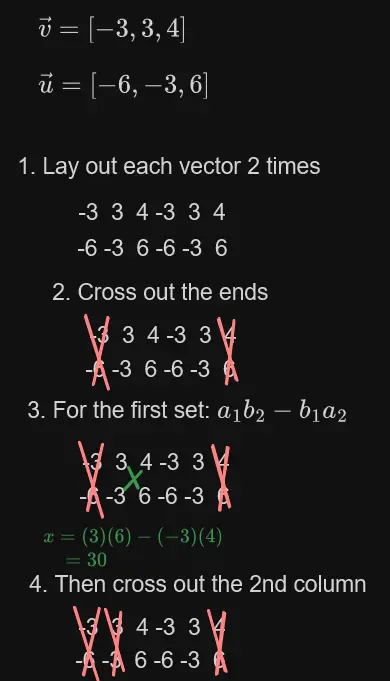 v⃗ = [−3, 3, 4]
u⃗ = [−6, −3, 6]
1. Lay out each vector 2 times
-3 3 4 -3 3 4
-6 -3 6 -6 -3 6
2. Cross out the ends
-3 3 4 -3 3 4
-6 -3 6 -6 -3 6
3. For the first set: a₁b₂ − b₁a₂
-3 3 4 -3 3 4
-6 -3 6 -6 -3 6
x = (3)(6) − (−3)(4)
= 30
4. Then cross out the 2nd column
-3 3 4 -3 3 4
-6 -3 6 -6 -3 6